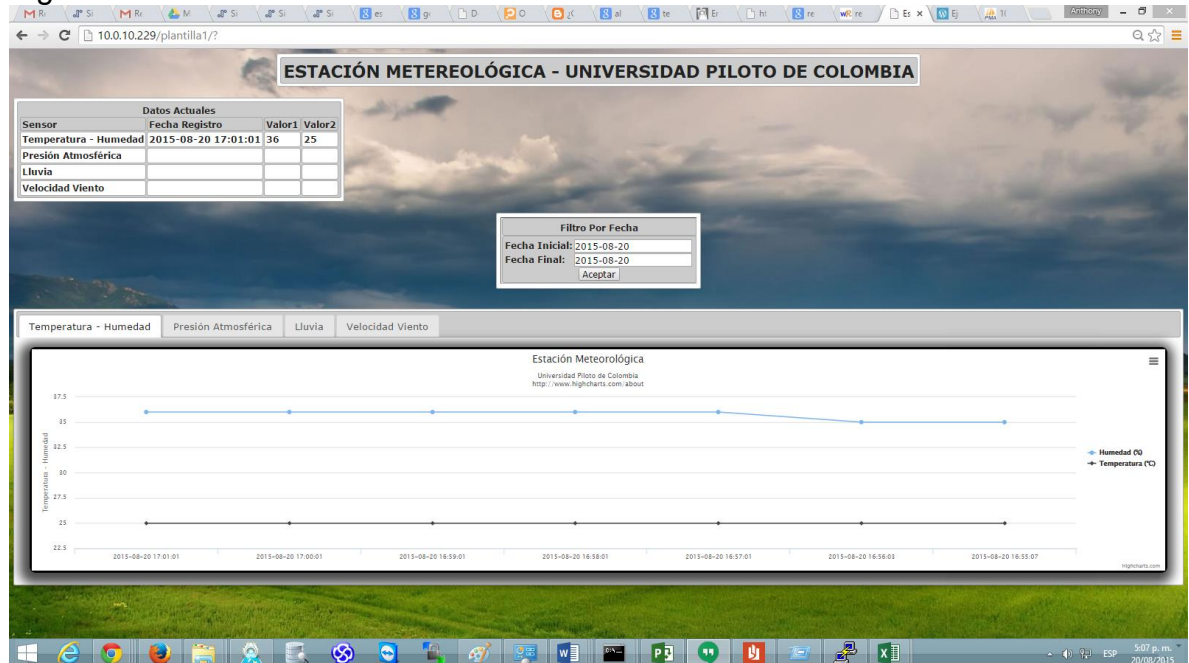 Anthony
10.0.10.229/plantilla1/?
ESTACIÓN METEREOLÓGICA - UNIVERSIDAD PILOTO DE COLOMBIA
Datos Actuales
Sensor Fecha Registro Valor1 Valor2
Temperatura - Humedad 2015-08-20 17:01:01 36 25
Presión Atmosférica
Lluvia
Velocidad Viento
Filtro Por Fecha
Fecha Inicial: 2015-08-20
Fecha Final: 2015-08-20
Aceptar
Temperatura - Humedad Presión Atmosférica Lluvia Velocidad Viento
Estación Meteorológica
Universidad Piloto de Colombia
http://www.highcharts.com/about
Temperatura - Humedad
37.5
35
32.5
30
27.5
25
22.5
Humedad (%)
Temperatura (°C)
2015-08-20 17:01:01 2015-08-20 17:00:01 2015-08-20 16:59:01 2015-08-20 16:58:01 2015-08-20 16:57:01 2015-08-20 16:56:03 2015-08-20 16:55:07
Highcharts.com
ESP
5:07 p. m.
20/08/2015